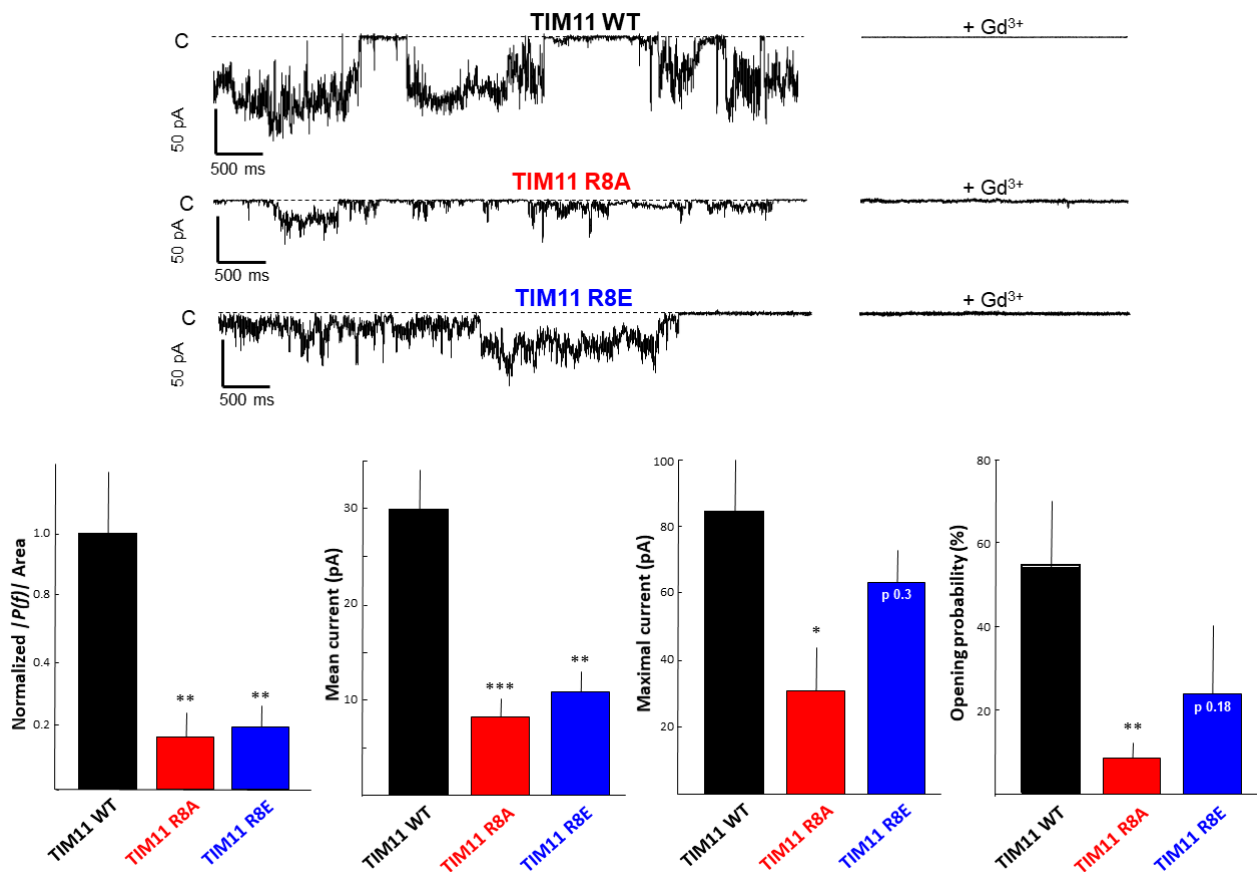 TIM11 WT
C
+ Gd³⁺
50 pA
500 ms
TIM11 R8A
C
+ Gd³⁺
50 pA
500 ms
TIM11 R8E
C
+ Gd³⁺
50 pA
500 ms
Normalized |P(f)| Area
1.0
0.8
0.4
0.2
**
**
TIM11 WT
TIM11 R8A
TIM11 R8E
Mean current (pA)
30
20
10
***
**
TIM11 WT
TIM11 R8A
TIM11 R8E
Maximal current (pA)
100
80
60
40
20
*
p 0.3
TIM11 WT
TIM11 R8A
TIM11 R8E
Opening probability (%)
80
60
40
20
**
p 0.18
TIM11 WT
TIM11 R8A
TIM11 R8E